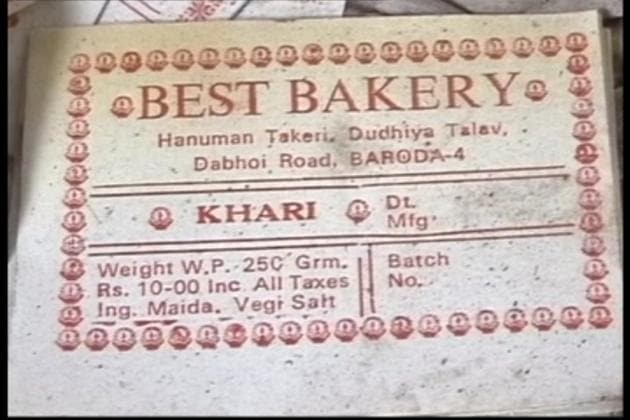 BEST BAKERY
Hanuman Tekeri, Dudhiya Talav,
Dabhoi Road, BARODA-4
KHARI
Dt.
Mfg.
Weight W.P. 250 Grm.
Rs. 10-00 Inc All Taxes
Ing. Maida, Vegi Salt
Batch
No.